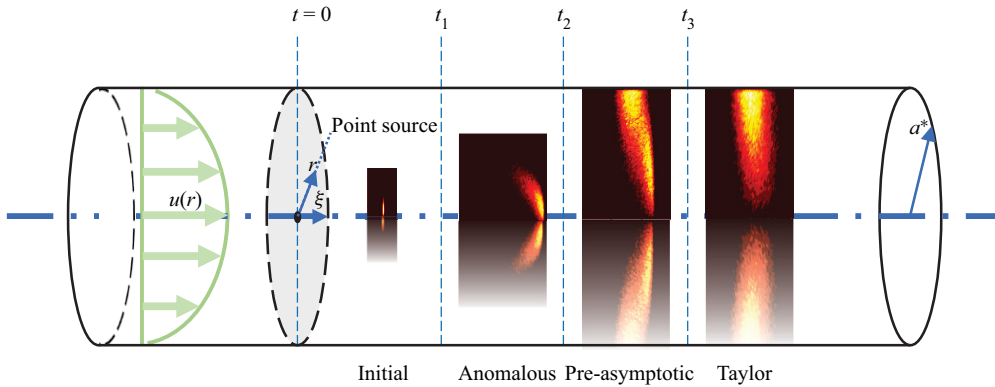 t = 0
t₁
t₂
t₃
Point source
a*
r
ξ
u(r)
Initial
Anomalous
Pre-asymptotic
Taylor